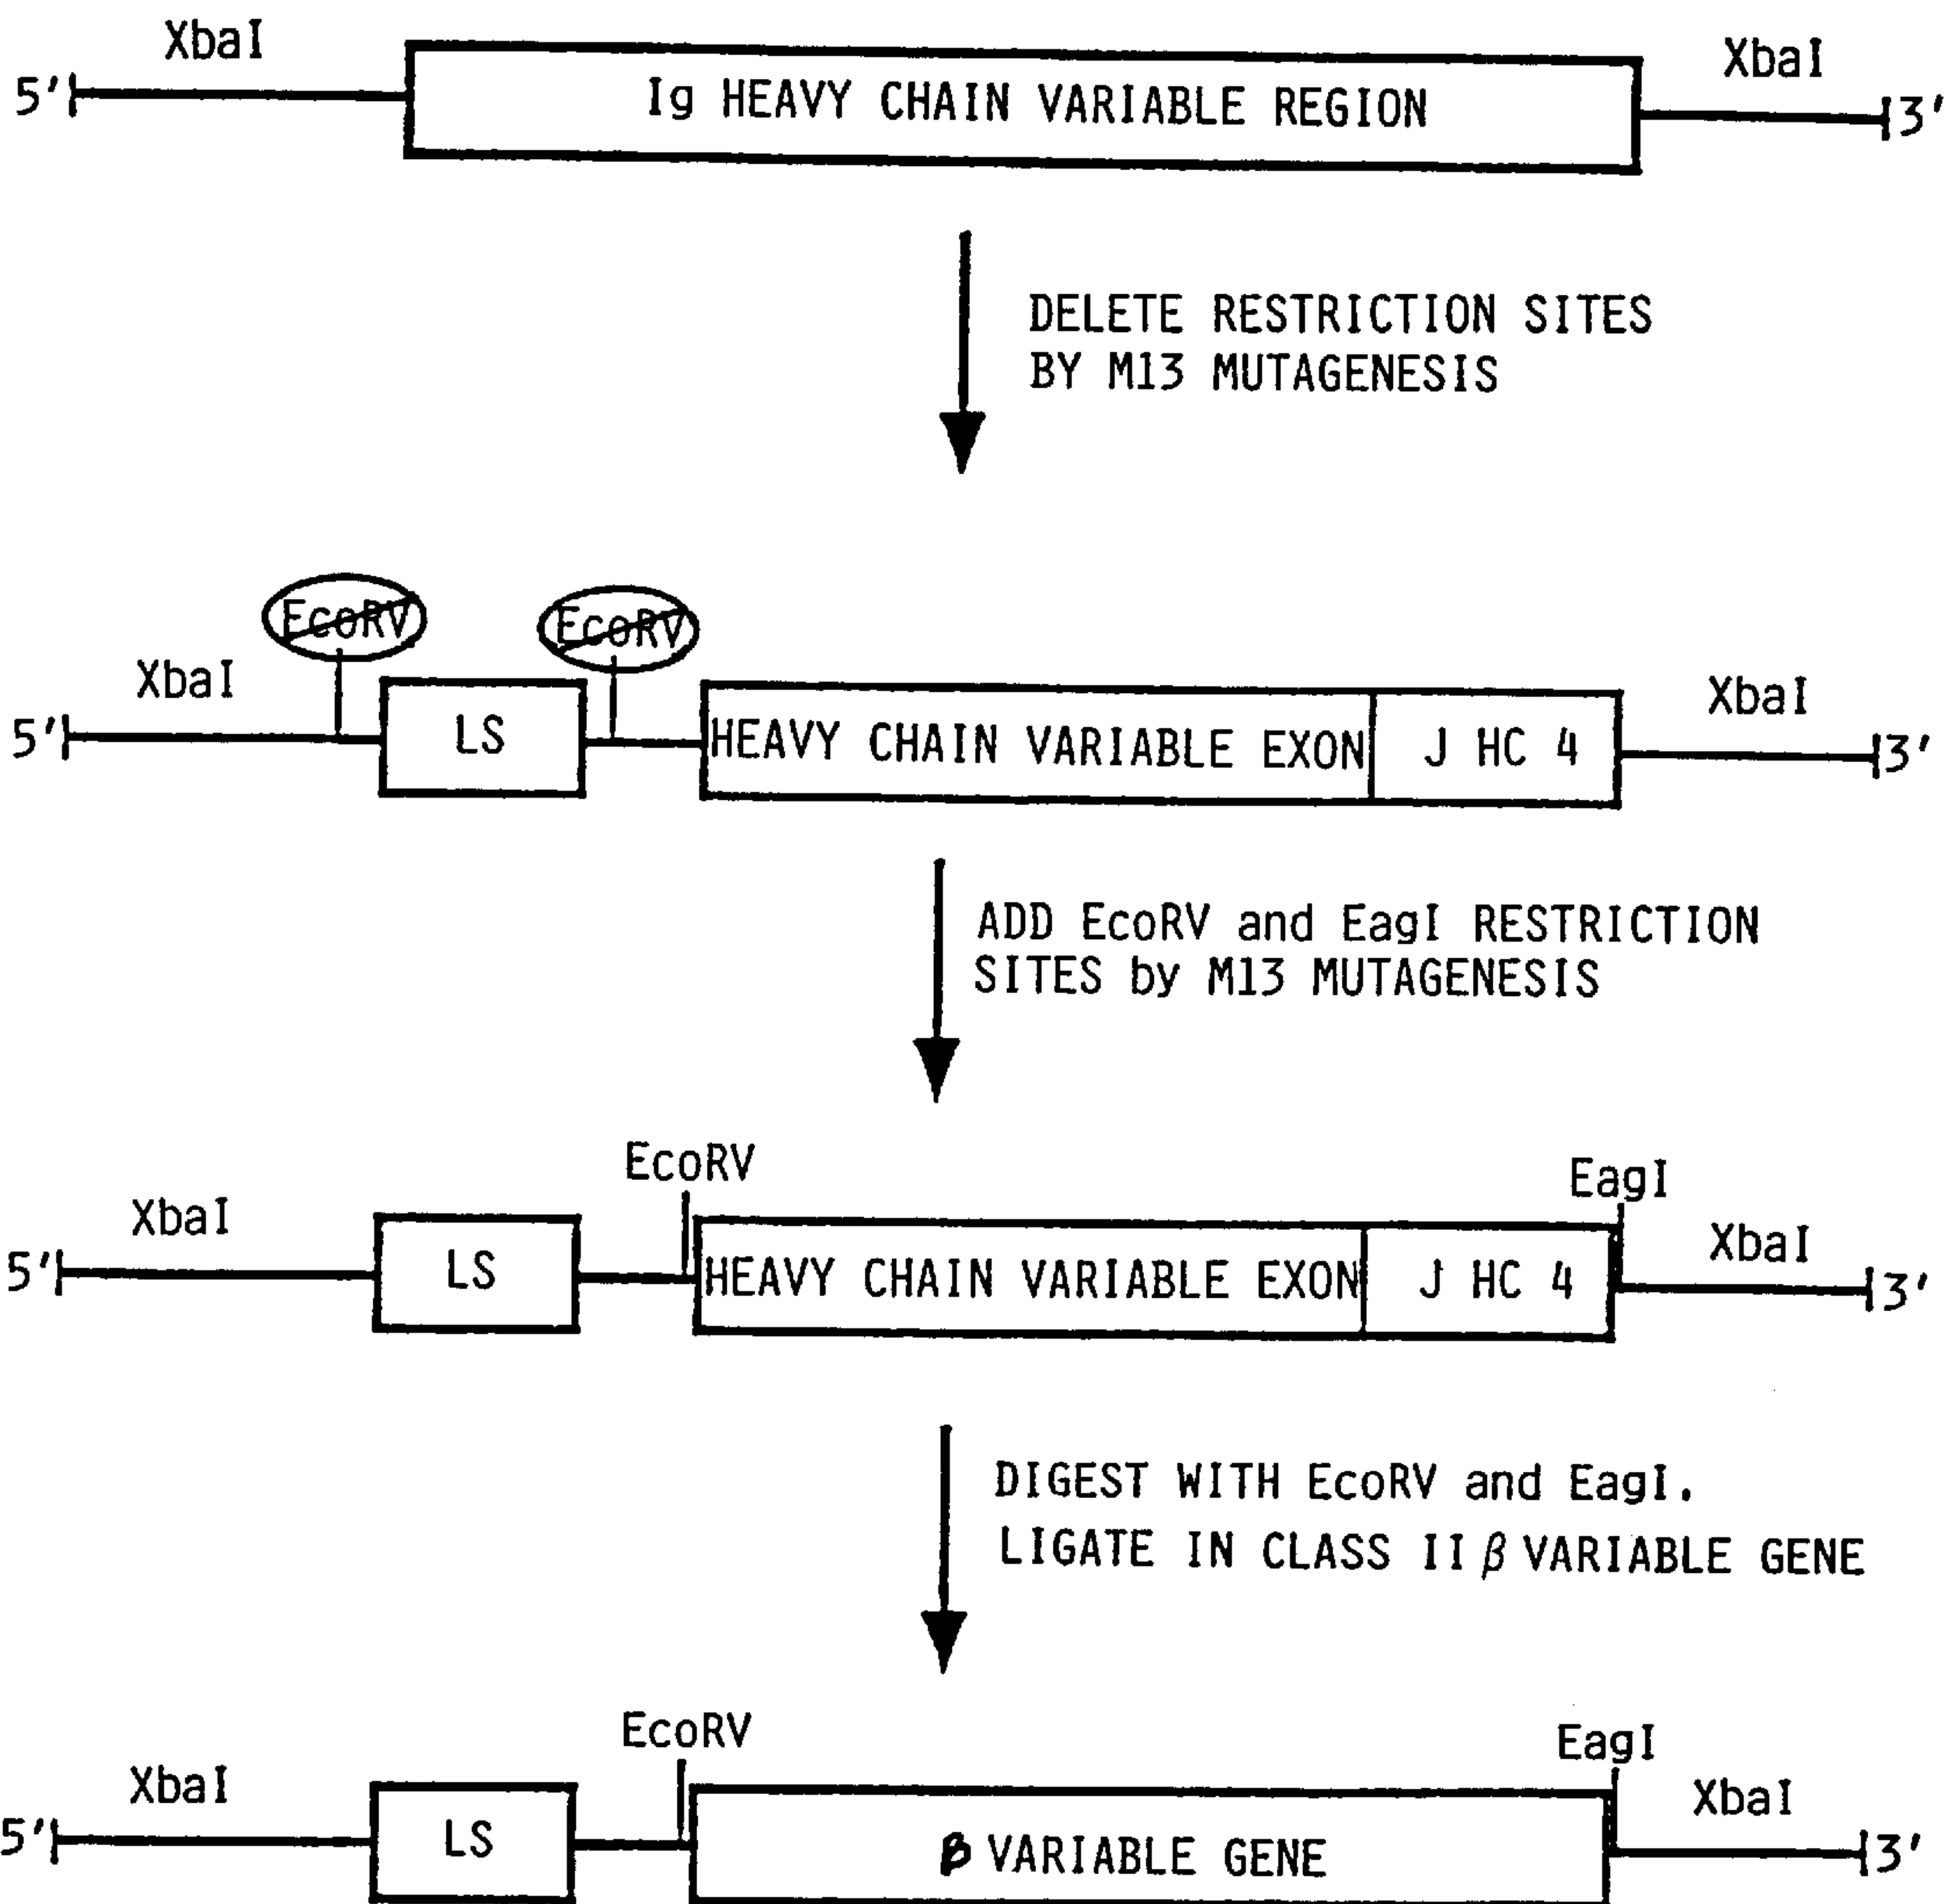 XbaI
XbaI
5' Ig HEAVY CHAIN VARIABLE REGION 3'
DELETE RESTRICTION SITES
BY M13 MUTAGENESIS
EcoRV EcoRV
XbaI XbaI
5' LS HEAVY CHAIN VARIABLE EXON J HC 4 3'
ADD EcoRV and EagI RESTRICTION
SITES by M13 MUTAGENESIS
EcoRV EagI
XbaI XbaI
5' LS HEAVY CHAIN VARIABLE EXON J HC 4 3'
DIGEST WITH EcoRV and EagI.
LIGATE IN CLASS II β VARIABLE GENE
EcoRV EagI
XbaI XbaI
5' LS β VARIABLE GENE 3'